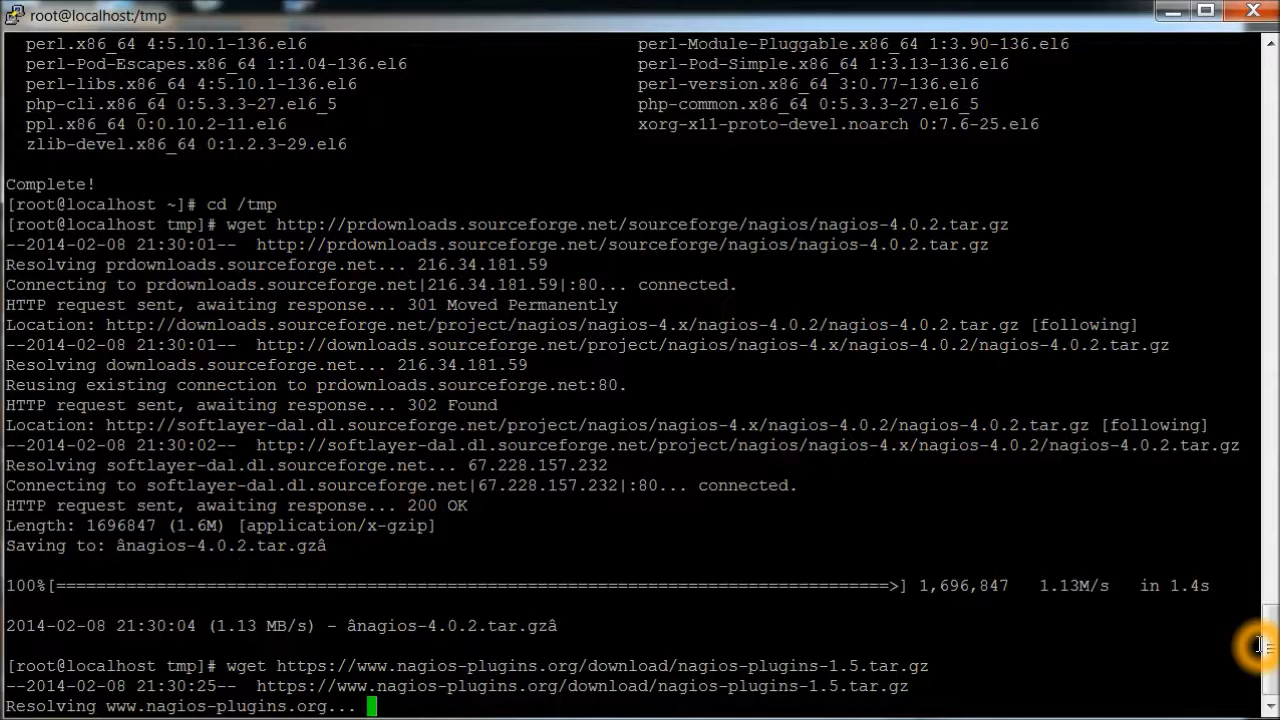 root@localhost:/tmp
perl.x86_64 4:5.10.1-136.el6 perl-Module-Pluggable.x86_64 1:3.90-136.el6
perl-Pod-Escapes.x86_64 1:1.04-136.el6 perl-Pod-Simple.x86_64 1:3.13-136.el6
perl-libs.x86_64 4:5.10.1-136.el6 perl-version.x86_64 3:0.77-136.el6
php-cli.x86_64 0:5.3.3-27.el6_5 php-common.x86_64 0:5.3.3-27.el6_5
ppl.x86_64 0:0.10.2-11.el6 xorg-x11-proto-devel.noarch 0:7.6-25.el6
zlib-devel.x86_64 0:1.2.3-29.el6
Complete!
[root@localhost ~]# cd /tmp
[root@localhost tmp]# wget http://prdownloads.sourceforge.net/sourceforge/nagios/nagios-4.0.2.tar.gz
--2014-02-08 21:30:01-- http://prdownloads.sourceforge.net/sourceforge/nagios/nagios-4.0.2.tar.gz
Resolving prdownloads.sourceforge.net... 216.34.181.59
Connecting to prdownloads.sourceforge.net|216.34.181.59|:80... connected.
HTTP request sent, awaiting response... 301 Moved Permanently
Location: http://downloads.sourceforge.net/project/nagios/nagios-4.x/nagios-4.0.2/nagios-4.0.2.tar.gz [following]
--2014-02-08 21:30:01-- http://downloads.sourceforge.net/project/nagios/nagios-4.x/nagios-4.0.2/nagios-4.0.2.tar.gz
Resolving downloads.sourceforge.net... 216.34.181.59
Reusing existing connection to prdownloads.sourceforge.net:80.
HTTP request sent, awaiting response... 302 Found
Location: http://softlayer-dal.dl.sourceforge.net/project/nagios/nagios-4.x/nagios-4.0.2/nagios-4.0.2.tar.gz [following]
--2014-02-08 21:30:02-- http://softlayer-dal.dl.sourceforge.net/project/nagios/nagios-4.x/nagios-4.0.2/nagios-4.0.2.tar.gz
Resolving softlayer-dal.dl.sourceforge.net... 67.228.157.232
Connecting to softlayer-dal.dl.sourceforge.net|67.228.157.232|:80... connected.
HTTP request sent, awaiting response... 200 OK
Length: 1696847 (1.6M) [application/x-gzip]
Saving to: ânagios-4.0.2.tar.gzâ
100%[===================================================================================>] 1,696,847 1.13M/s in 1.4s
2014-02-08 21:30:04 (1.13 MB/s) - ânagios-4.0.2.tar.gzâ
[root@localhost tmp]# wget https://www.nagios-plugins.org/download/nagios-plugins-1.5.tar.gz
--2014-02-08 21:30:25-- https://www.nagios-plugins.org/download/nagios-plugins-1.5.tar.gz
Resolving www.nagios-plugins.org...